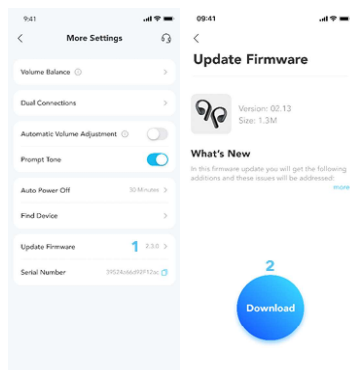 9:41
More Settings
Volume Balance
Dual Connections
Automatic Volume Adjustment
Prompt Tone
Auto Power Off 30 Minutes
Find Device
Update Firmware 1 2.3.0
Serial Number
09:41
Update Firmware
Version: 02.13
Size: 1.3M
What's New
In this firmware update you will get the following
additions and these issues will be addressed:
more
2
Download